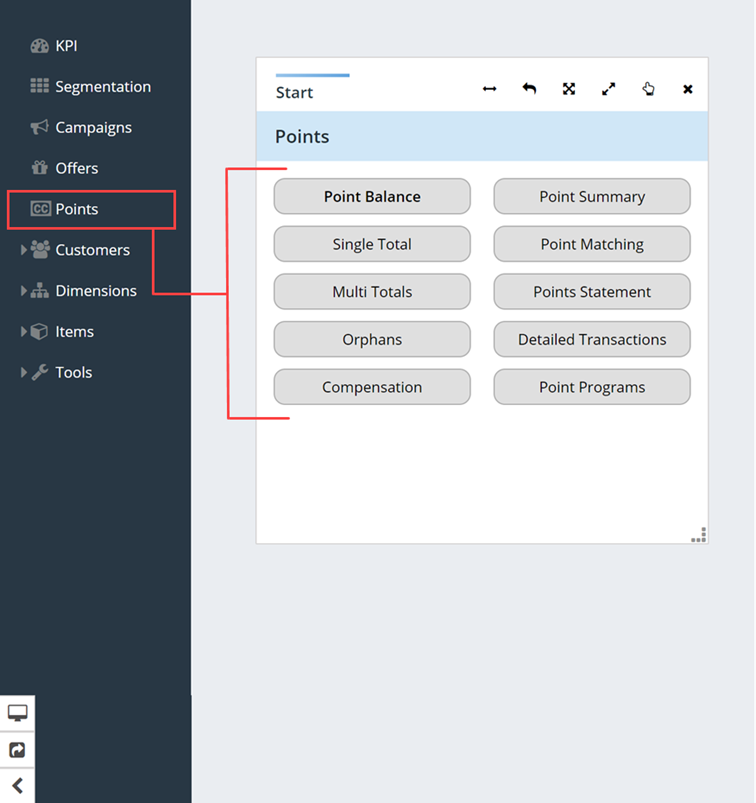 KPI
Segmentation
Campaigns
Offers
CC Points
Customers
Dimensions
Items
Tools
Start
Points
Point Balance
Point Summary
Single Total
Point Matching
Multi Totals
Points Statement
Orphans
Detailed Transactions
Compensation
Point Programs